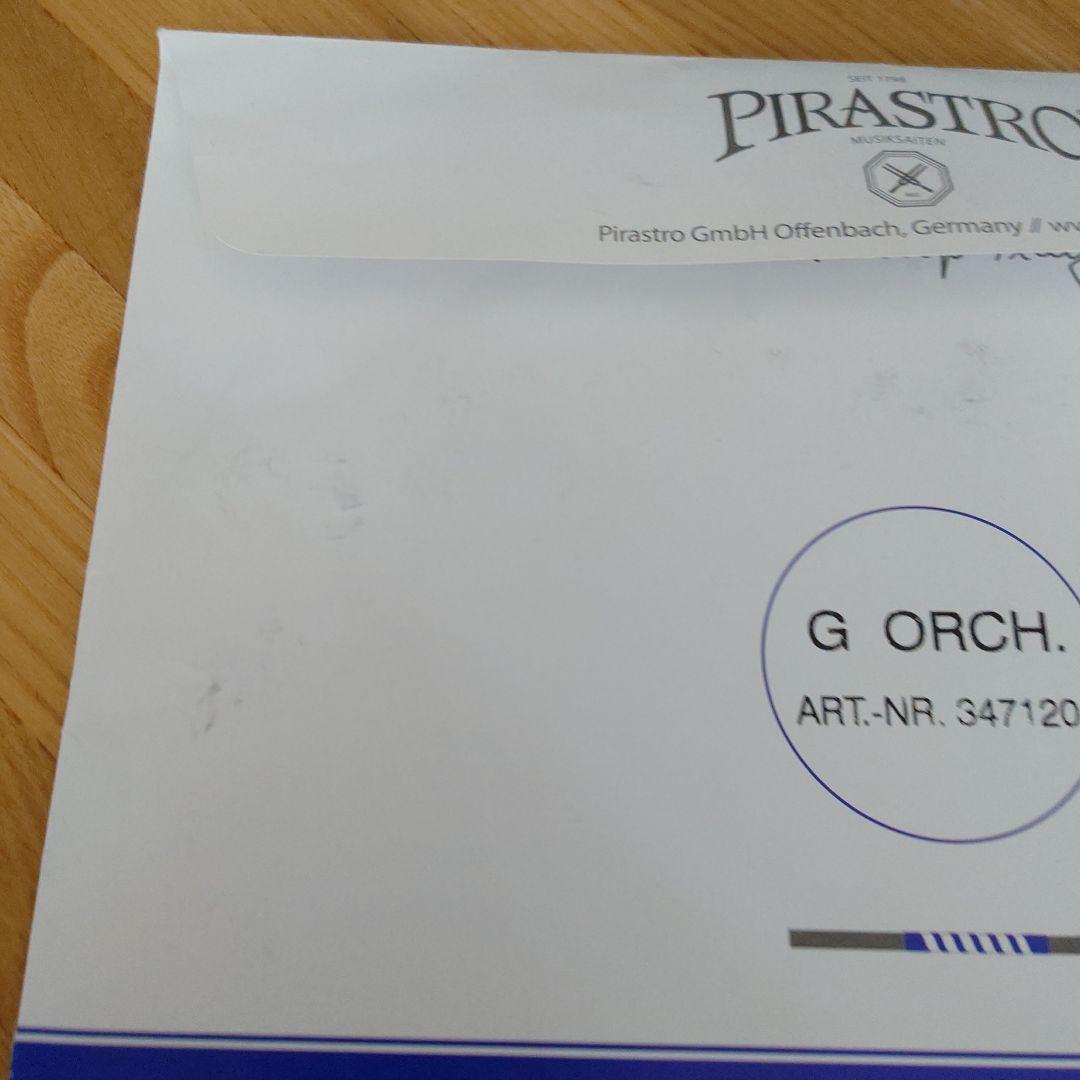 SEIT 1798
PIRASTRO
MUSIKSAITEN
Pirastro GmbH Offenbach, Germany //
G ORCH.
ART.-NR. 347120